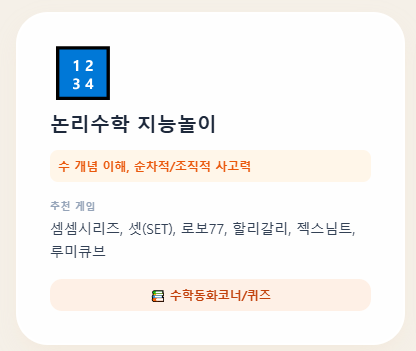 1 2
3 4
논리수학 지능놀이
수 개념 이해, 순차적/조직적 사고력
추천 게임
셈셈시리즈, 셋(SET), 로보77, 할리갈리, 젝스님트,
루미큐브
수학동화코너/퀴즈